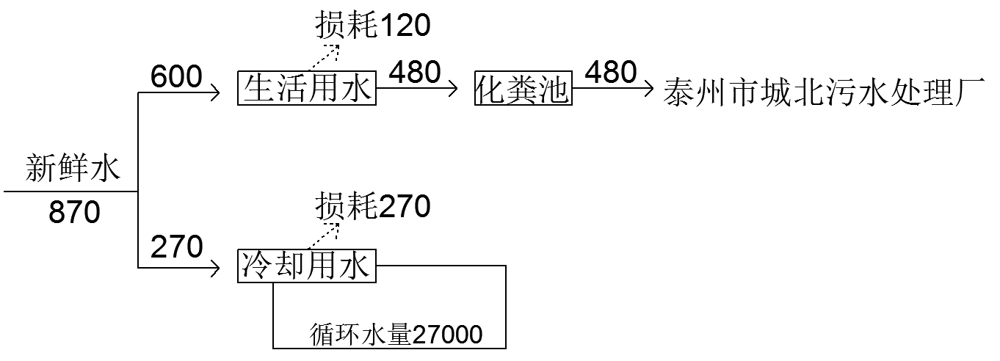 损耗120
600
生活用水
480
化粪池
480
泰州市城北污水处理厂
新鲜水
870
损耗270
270
冷却用水
循环水量27000